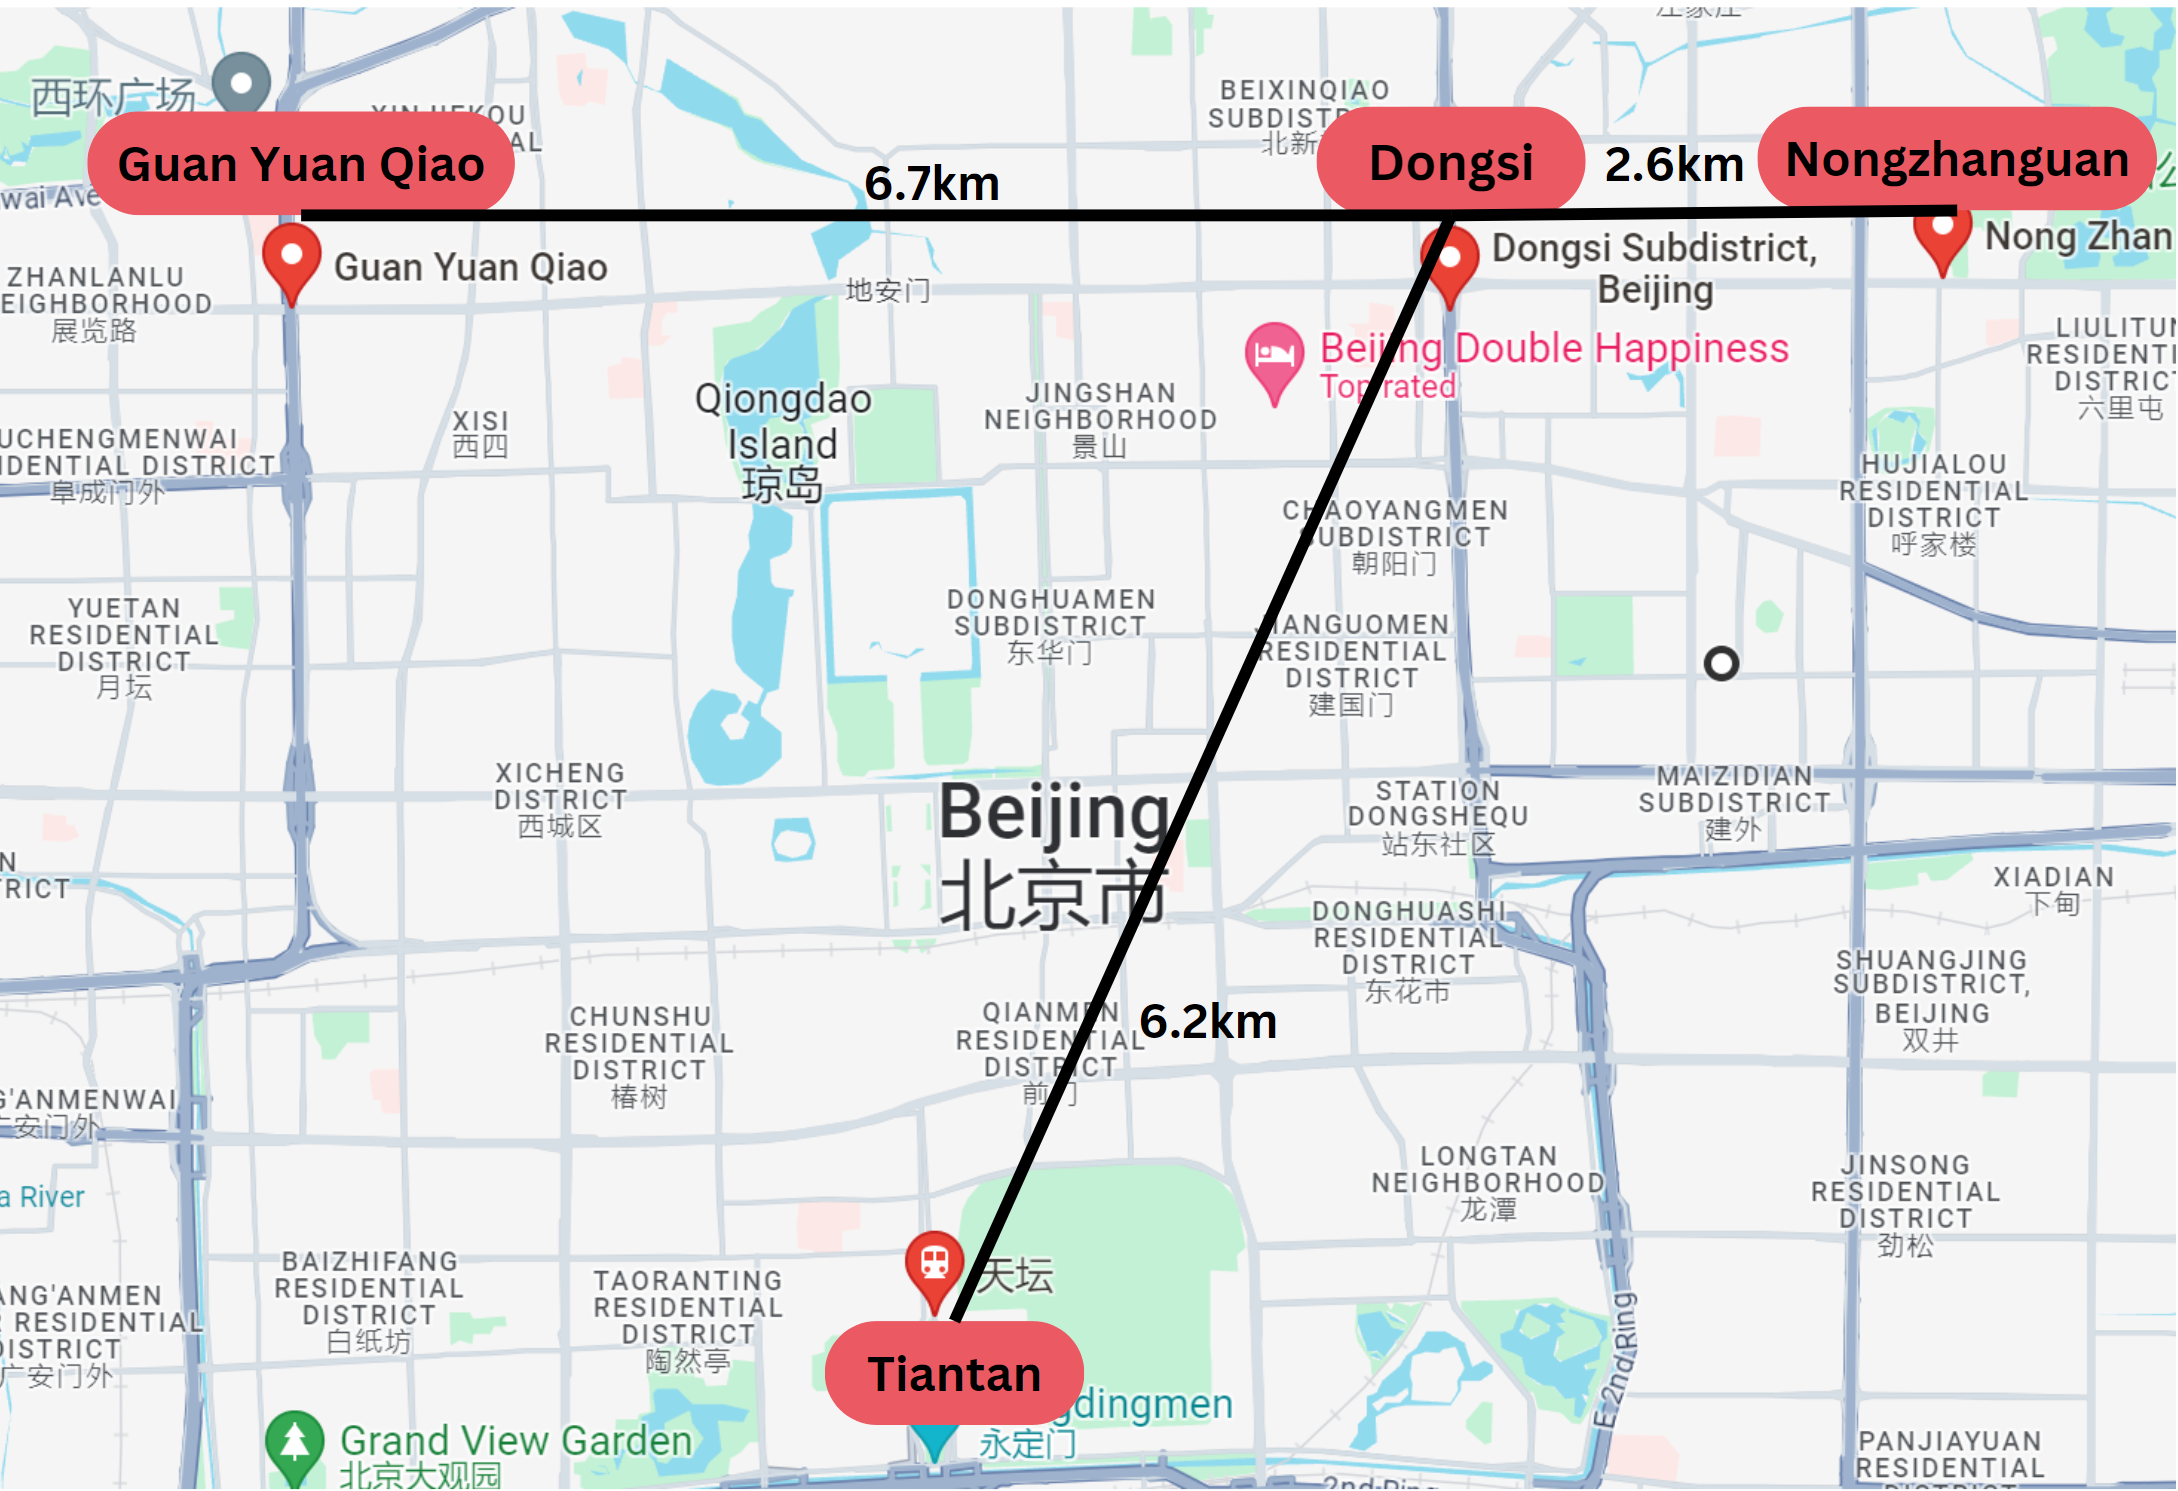 西环广场
BEIXINQIAO
北新
Guan Yuan Qiao
6.7km
Dongsi
2.6km
Nongzhanguan
Guan Yuan Qiao
Dongsi Subdistrict,
Beijing
Nong Zhan
ZHANLANLU
EIGHBORHOOD
展览路
地安门
Beijing Double Happiness
Top rated
LIULITUN
RESIDENTI
DISTRICT
六里屯
Qiongdao
Island
琼岛
JINGSHAN
NEIGHBORHOOD
景山
XISI
西四
UCHENGMENWAI
IDENTIAL DISTRICT
阜成门外
HUJIALOU
RESIDENTIAL
DISTRICT
呼家楼
CHAOYANGMEN
SUBDISTRICT
朝阳门
YUETAN
RESIDENTIAL
DISTRICT
月坛
DONGHUAMEN
SUBDISTRICT
东华门
JIANGUOMEN
RESIDENTIAL
DISTRICT
建国门
XICHENG
DISTRICT
西城区
Beijing
北京市
STATION
DONGSHEQU
站东社区
MAIZIDIAN
SUBDISTRICT
建外
N
TRICT
XIADIAN
下甸
DONGHUASHI
RESIDENTIAL
DISTRICT
东花市
SHUANGJING
SUBDISTRICT,
BEIJING
双井
CHUNSHU
RESIDENTIAL
DISTRICT
椿树
QIANMEN
RESIDENTIAL
DISTRICT
前门
6.2km
G'ANMENWAI
广安门外
a River
LONGTAN
NEIGHBORHOOD
龙潭
JINSONG
RESIDENTIAL
DISTRICT
劲松
BAIZHIFANG
RESIDENTIAL
DISTRICT
白纸坊
TAORANTING
RESIDENTIAL
DISTRICT
陶然亭
天坛
ANG'ANMEN
RESIDENTIAL
DISTRICT
广安门外
Tiantan
gdingmen
永定门
E 2nd Ring
Grand View Garden
北京大观园
PANJIAYUAN
RESIDENTIAL
2nd Ring